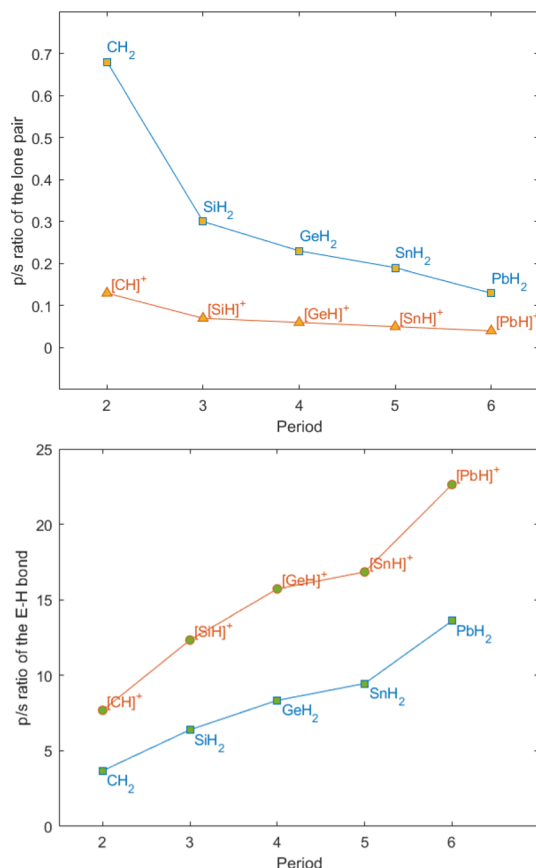 p/s ratio of the lone pair
0.7
0.6
0.5
0.4
0.3
0.2
0.1
0
CH2
SiH2
GeH2
SnH2
PbH2
[CH]+
[SiH]+
[GeH]+
[SnH]+
[PbH]+
2 3 4 5 6
Period
p/s ratio of the E-H bond
25
20
15
10
5
0
[PbH]+
[SnH]+
[GeH]+
[SiH]+
[CH]+
PbH2
SnH2
GeH2
SiH2
CH2
2 3 4 5 6
Period